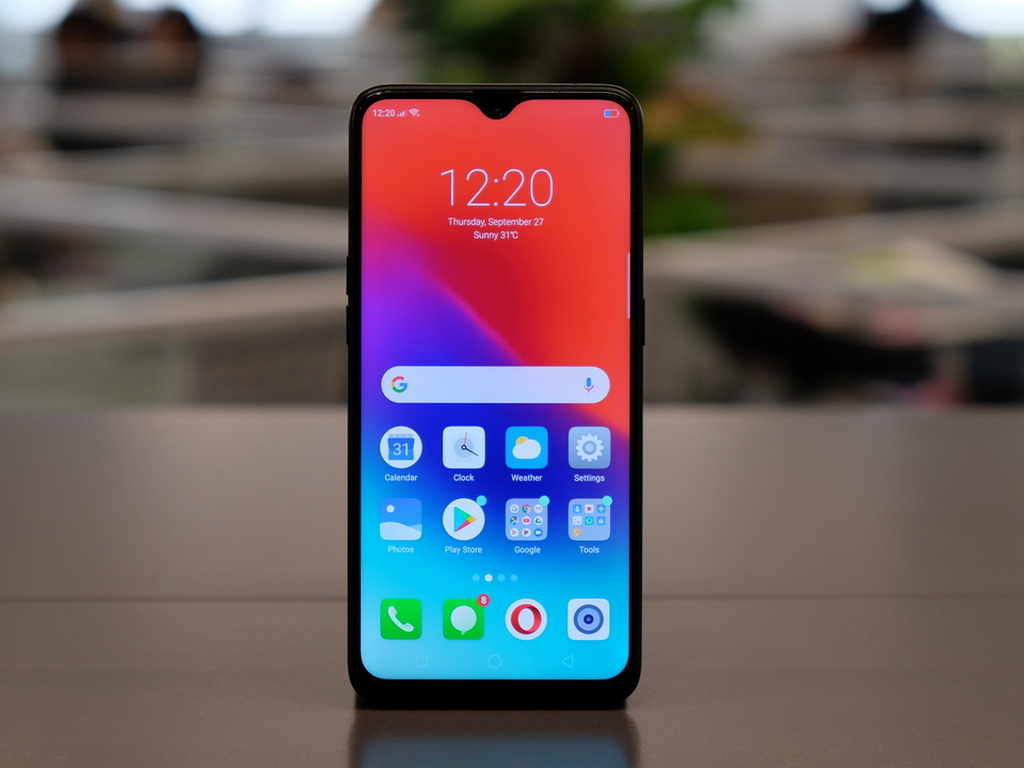 12:20
12:20
Thursday, September 27
Sunny 31℃
G
31
Calendar
Clock
Weather
Settings
Photos
Play Store
Google
Tools
8